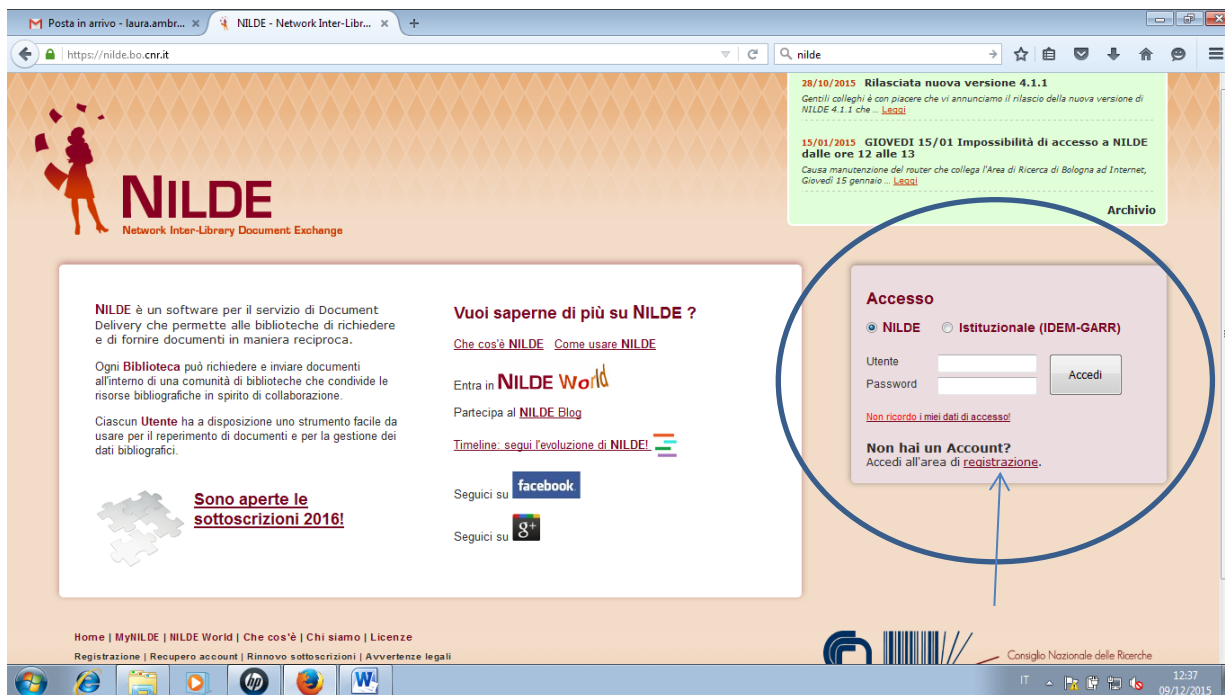 Posta in arrivo - laura.ambr...
NILDE - Network Inter-Libr...
https://nilde.bo.cnr.it
nilde
28/10/2015 Rilasciata nuova versione 4.1.1
Gentili colleghi è con piacere che vi annunciamo il rilascio della nuova versione di
NILDE 4.1.1 che ... Leggi
15/01/2015 GIOVEDI 15/01 Impossibilità di accesso a NILDE
dalle ore 12 alle 13
Causa manutenzione del router che collega l'Area di Ricerca di Bologna ad Internet,
Giovedì 15 gennaio ... Leggi
Archivio
NILDE
Network Inter-Library Document Exchange
NILDE è un software per il servizio di Document
Delivery che permette alle biblioteche di richiedere
e di fornire documenti in maniera reciproca.
Ogni Biblioteca può richiedere e inviare documenti
all'interno di una comunità di biblioteche che condivide le
risorse bibliografiche in spirito di collaborazione.
Ciascun Utente ha a disposizione uno strumento facile da
usare per il reperimento di documenti e per la gestione dei
dati bibliografici.
Sono aperte le
sottoscrizioni 2016!
Vuoi saperne di più su NILDE ?
Che cos'è NILDE Come usare NILDE
Entra in NILDE World
Partecipa al NILDE Blog
Timeline: segui l'evoluzione di NILDE!
Seguici su facebook
Seguici su g+
Accesso
NILDE Istituzionale (IDEM-GARR)
Utente
Password
Accedi
Non ricordo i miei dati di accesso!
Non hai un Account?
Accedi all'area di registrazione.
Home | MyNILDE | NILDE World | Che cos'è | Chi siamo | Licenze
Registrazione | Recupero account | Rinnovo sottoscrizioni | Avvertenze legali
Consiglio Nazionale delle Ricerche
hp
W
IT
12:37
09/12/2015